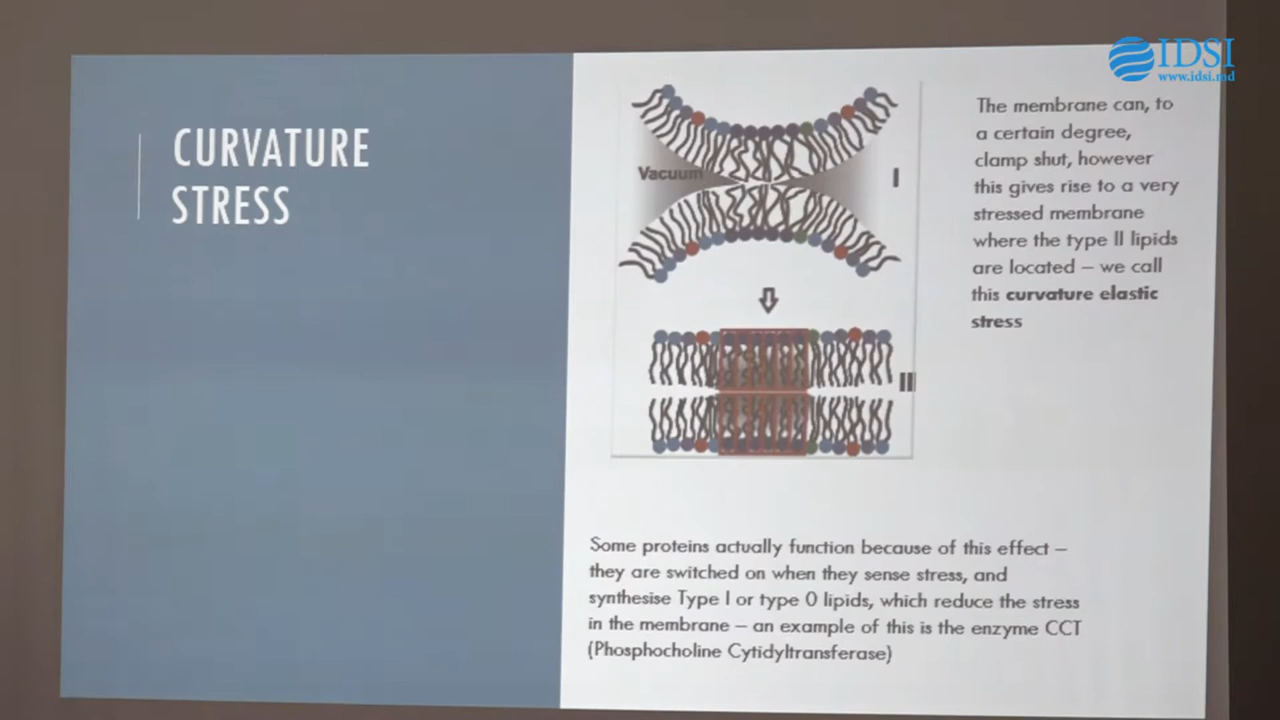 IDSI
www.idsi.md
CURVATURE
STRESS
Vacuum
I
II
The membrane can, to
a certain degree,
clamp shut, however
this gives rise to a very
stressed membrane
where the type II lipids
are located – we call
this curvature elastic
stress
Some proteins actually function because of this effect –
they are switched on when they sense stress, and
synthesise Type I or type 0 lipids, which reduce the stress
in the membrane – an example of this is the enzyme CCT
(Phosphocholine Cytidyltransferase)